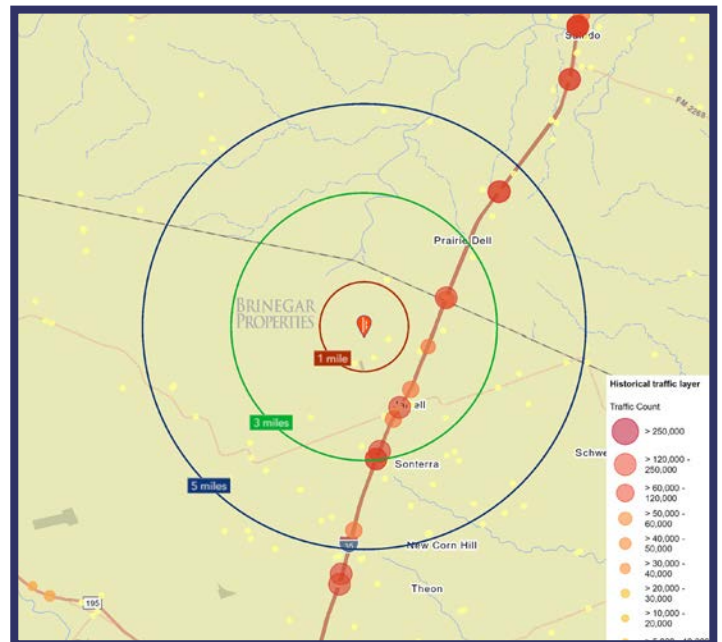 FM 2268
Prairie Dell
BRINEGAR
PROPERTIES
1 mile
3 miles
Sonterra
5 miles
35
New Corn Hill
Theon
195
Historical traffic layer
Traffic Count
> 250,000
> 120,000 -
250,000
> 60,000 -
120,000
> 50,000 -
60,000
> 40,000 -
50,000
> 30,000 -
40,000
> 20,000 -
30,000
> 10,000 -
20,000